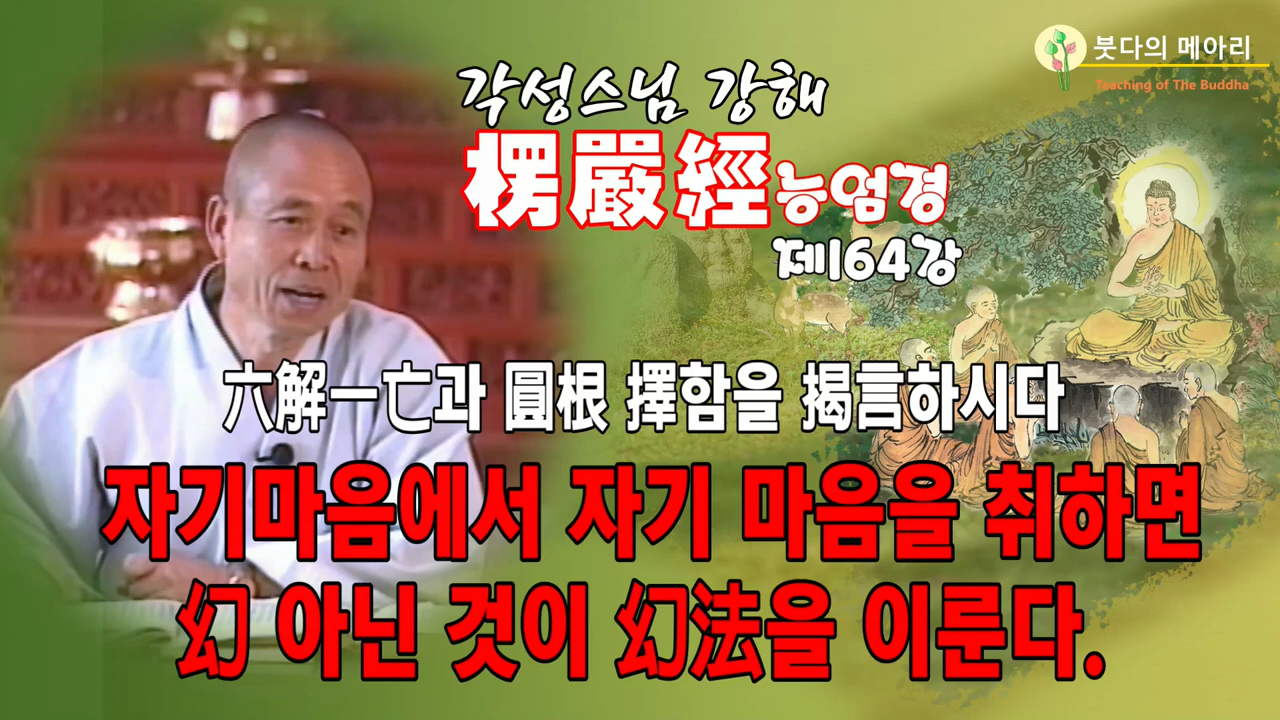 붓다의 메아리
Teaching of The Buddha
각성스님 강해
楞嚴經능엄경
제164강
六解一亡과 圓根 擇함을 揭言하시다
자기마음에서 자기 마음을 취하면
幻 아닌 것이 幻法을 이룬다.